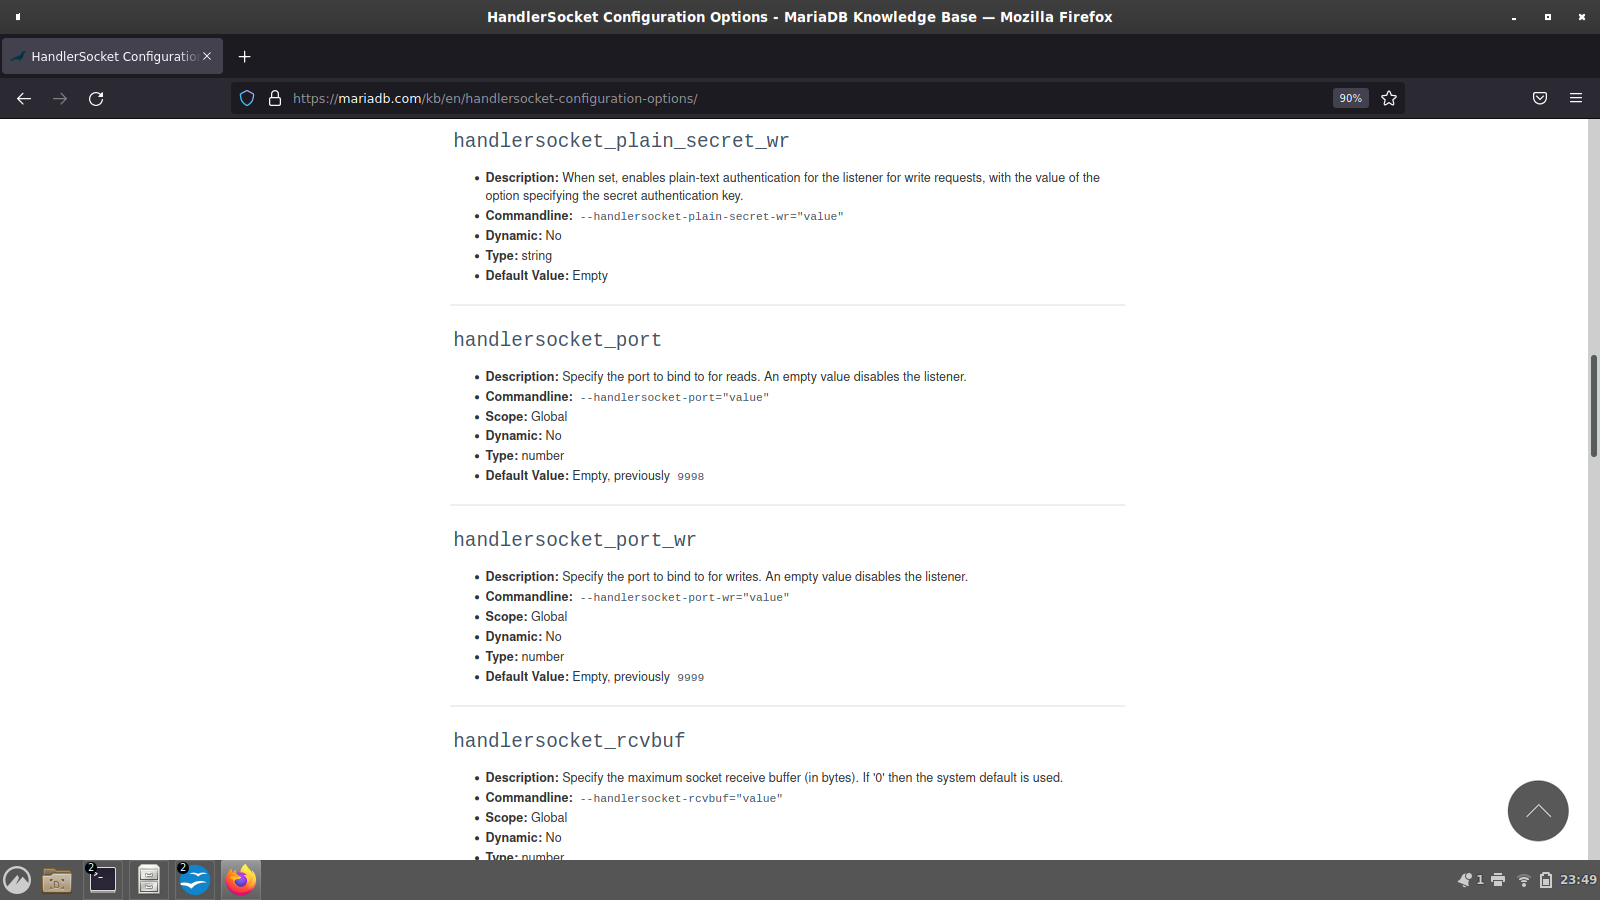 HandlerSocket Configuration Options - MariaDB Knowledge Base — Mozilla Firefox
HandlerSocket Configuratio
https://mariadb.com/kb/en/handlersocket-configuration-options/
90%
handlersocket_plain_secret_wr
Description: When set, enables plain-text authentication for the listener for write requests, with the value of the
option specifying the secret authentication key.
Commandline: --handlersocket-plain-secret-wr="value"
Dynamic: No
Type: string
Default Value: Empty
handlersocket_port
Description: Specify the port to bind to for reads. An empty value disables the listener.
Commandline: --handlersocket-port="value"
Scope: Global
Dynamic: No
Type: number
Default Value: Empty, previously 9998
handlersocket_port_wr
Description: Specify the port to bind to for writes. An empty value disables the listener.
Commandline: --handlersocket-port-wr="value"
Scope: Global
Dynamic: No
Type: number
Default Value: Empty, previously 9999
handlersocket_rcvbuf
Description: Specify the maximum socket receive buffer (in bytes). If '0' then the system default is used.
Commandline: --handlersocket-rcvbuf="value"
Scope: Global
Dynamic: No
Type: number
2
2
1
23:49